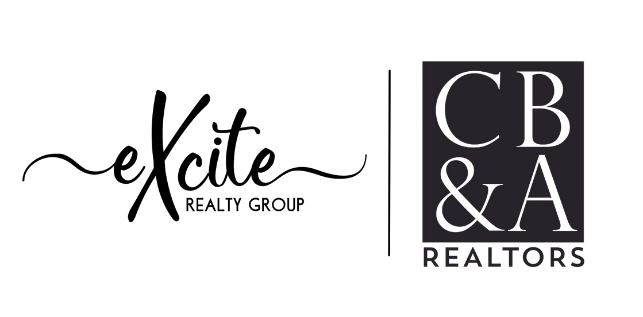 eXcite
REALTY GROUP
CB
&A
REALTORS